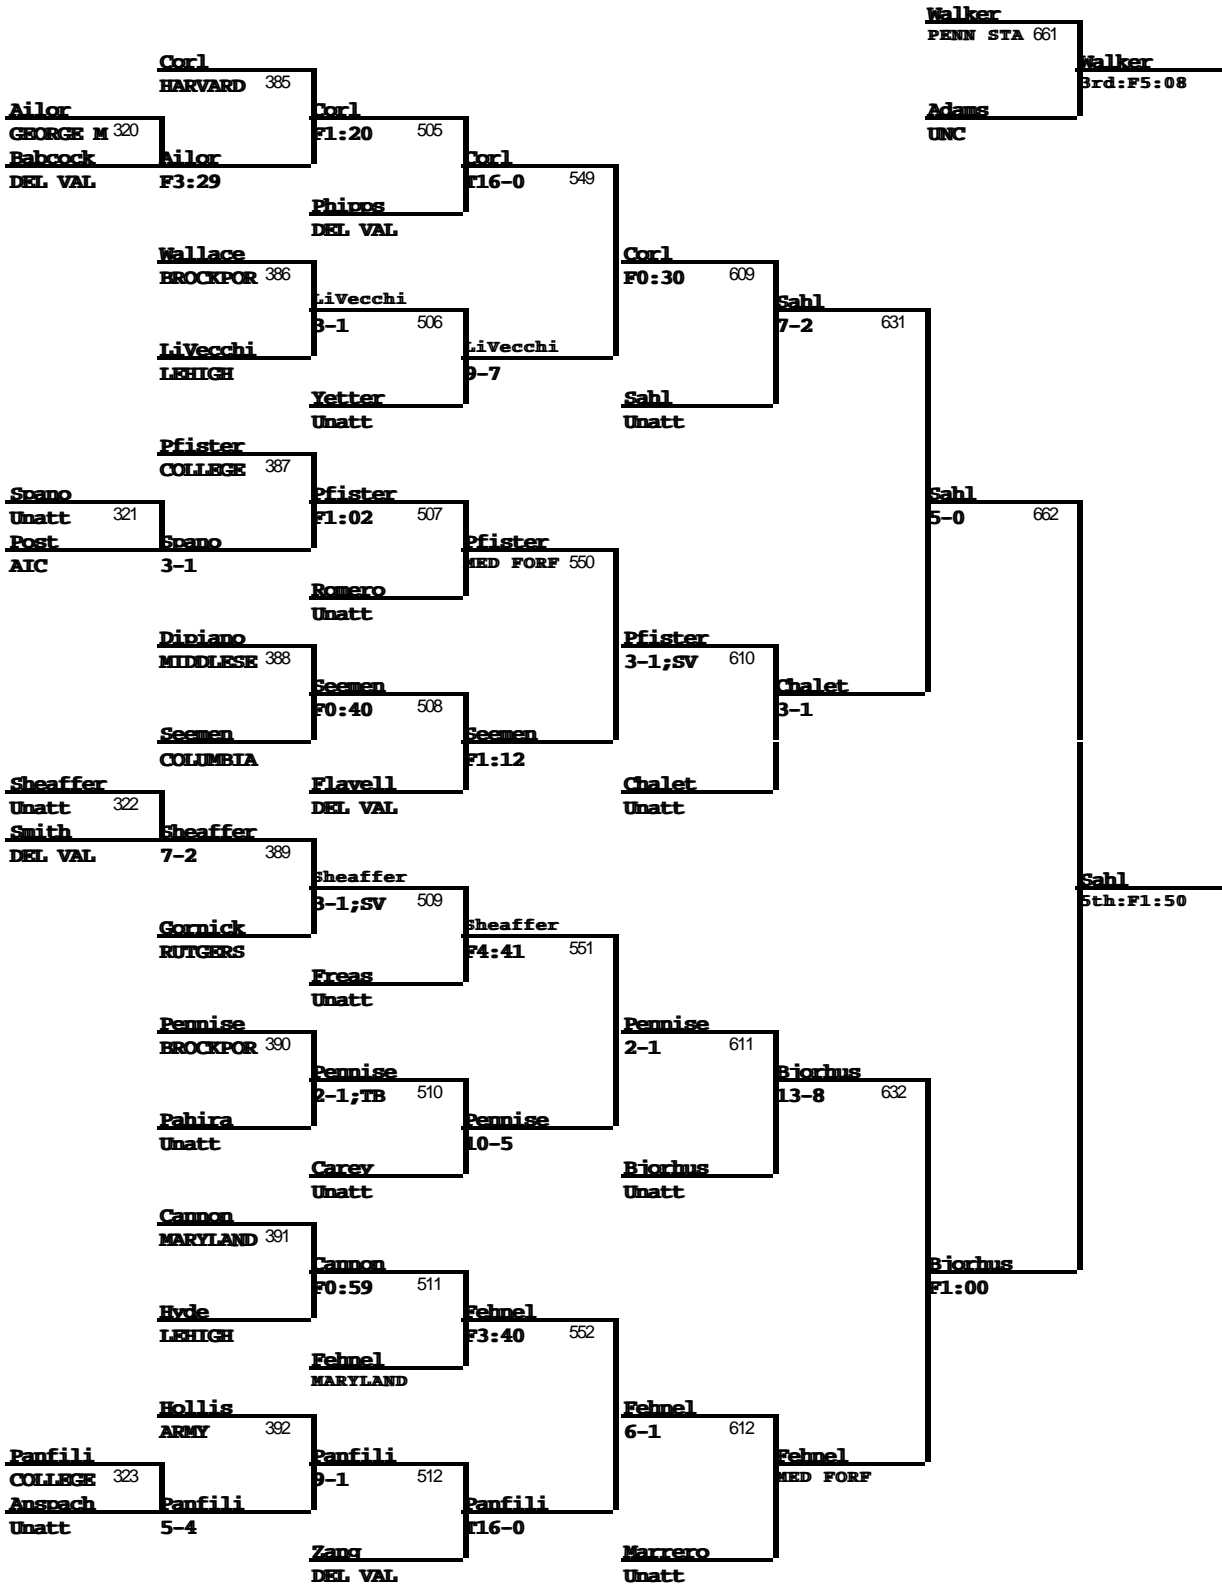 Walker
PENN STA 661
Corl
Walker
HARVARD 385
3rd:F5:08
Ailor
Corl
Adams
GEORGE M 320
F1:20 505
UNC
Babcock
Ailor
Corl
DEL VAL
F3:29
T16-0 549
Phipps
DEL VAL
Wallace
Corl
BROCKPOR 386
F0:30 609
LiVecchi
Sahl
3-1 506
7-2 631
LiVecchi
LiVecchi
LEHIGH
9-7
Yetter
Sahl
Unatt
Unatt
Pfister
COLLEGE 387
Spano
Pfister
Sahl
Unatt 321
F1:02 507
5-0 662
Post
Spano
Pfister
AIC
3-1
MED FORF 550
Romero
Unatt
Dipiano
Pfister
MIDDLESE 388
3-1;SV 610
Seemen
Chalet
F0:40 508
3-1
Seemen
Seemen
COLUMBIA
F1:12
Sheaffer
Flavell
Chalet
Unatt 322
DEL VAL
Unatt
Smith
Sheaffer
DEL VAL
7-2 389
Sheaffer
Sahl
3-1;SV 509
5th:F1:50
Gornick
Sheaffer
RUTGERS
F4:41 551
Freas
Unatt
Pennise
Pennise
BROCKPOR 390
2-1 611
Pennise
Bjorhus
2-1;TB 510
13-8 632
Pahira
Pennise
Unatt
10-5
Carey
Bjorhus
Unatt
Unatt
Cannon
MARYLAND 391
Cannon
Bjorhus
F0:59 511
F1:00
Hyde
Fehnel
LEHIGH
F3:40 552
Fehnel
MARYLAND
Hollis
Fehnel
ARMY 392
6-1 612
Panfili
Panfili
Fehnel
COLLEGE 323
9-1 512
MED FORF
Anspach
Panfili
Panfili
Unatt
5-4
T16-0
Zang
Marrero
DEL VAL
Unatt